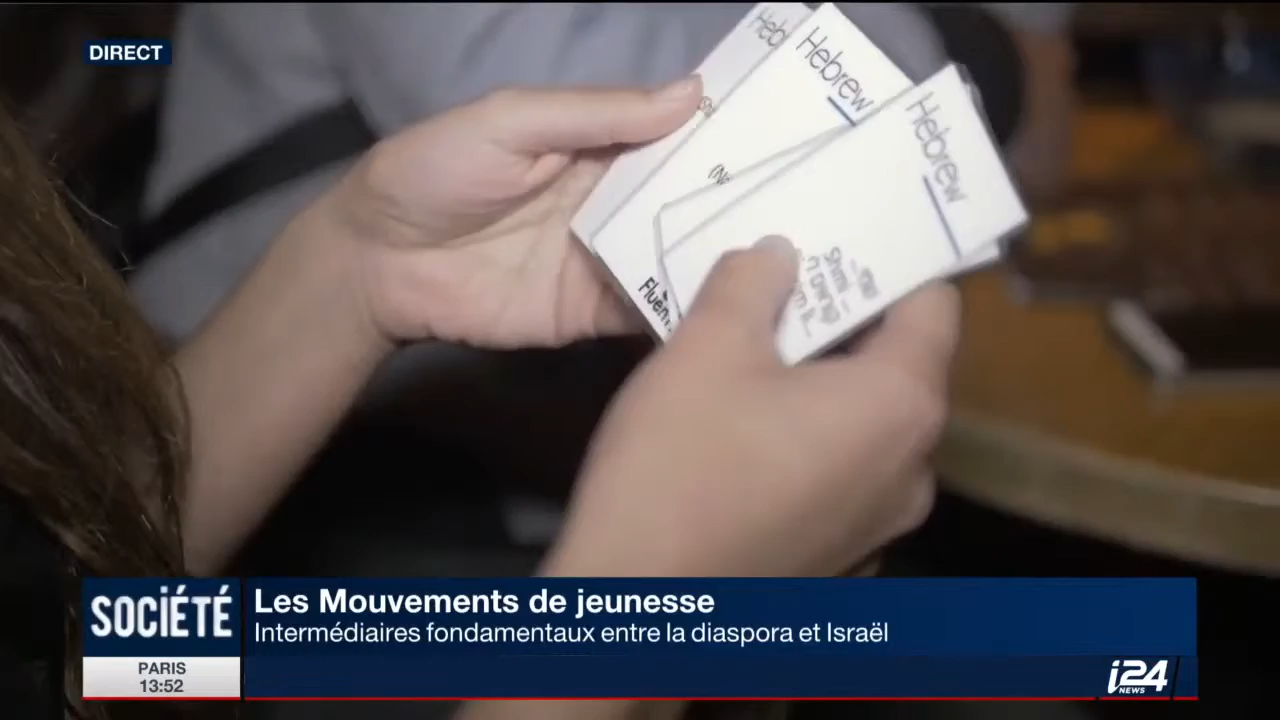 DIRECT
Heb
Hebrew
Hebrew
Fluen
SOCIÉTÉ
Les Mouvements de jeunesse
Intermédiaires fondamentaux entre la diaspora et Israël
PARIS
13:52
i24
NEWS